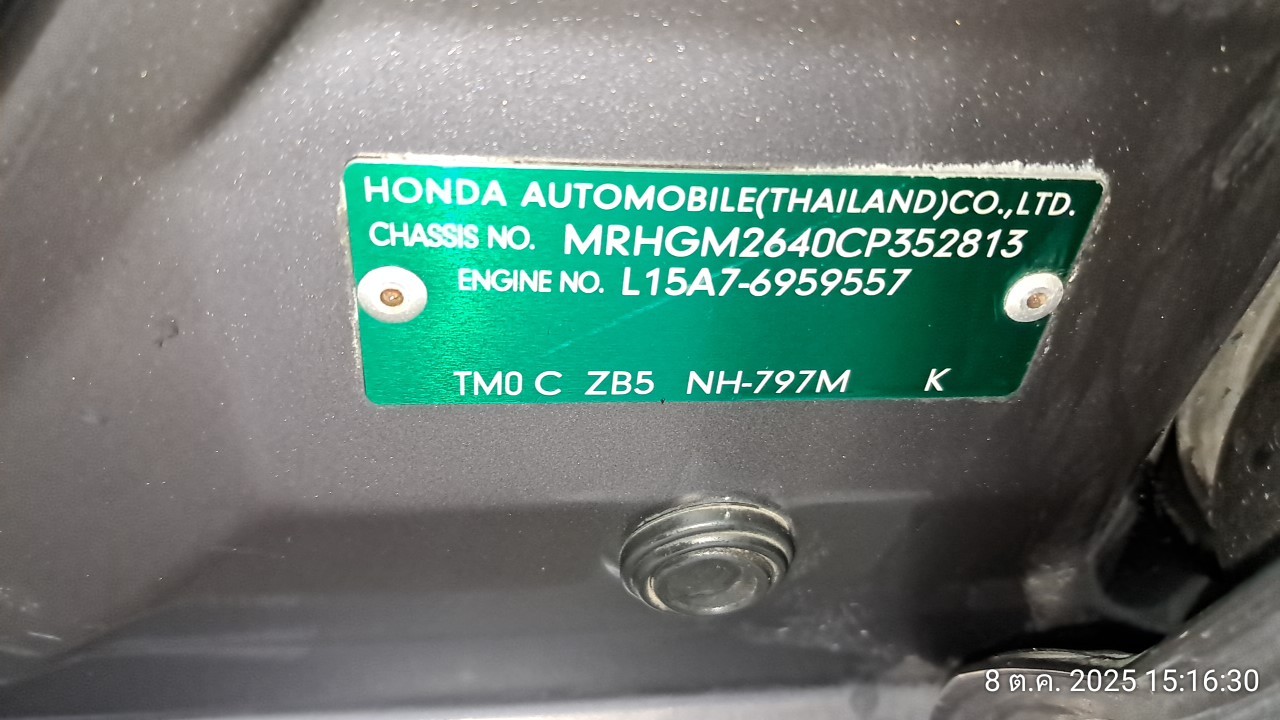 HONDA AUTOMOBILE(THAILAND)CO.,LTD.
CHASSIS NO. MRHGM2640CP352813
ENGINE NO. L15A7-6959557
TM0 C ZB5 NH-797M K
8 ต.ค. 2025 15:16:30